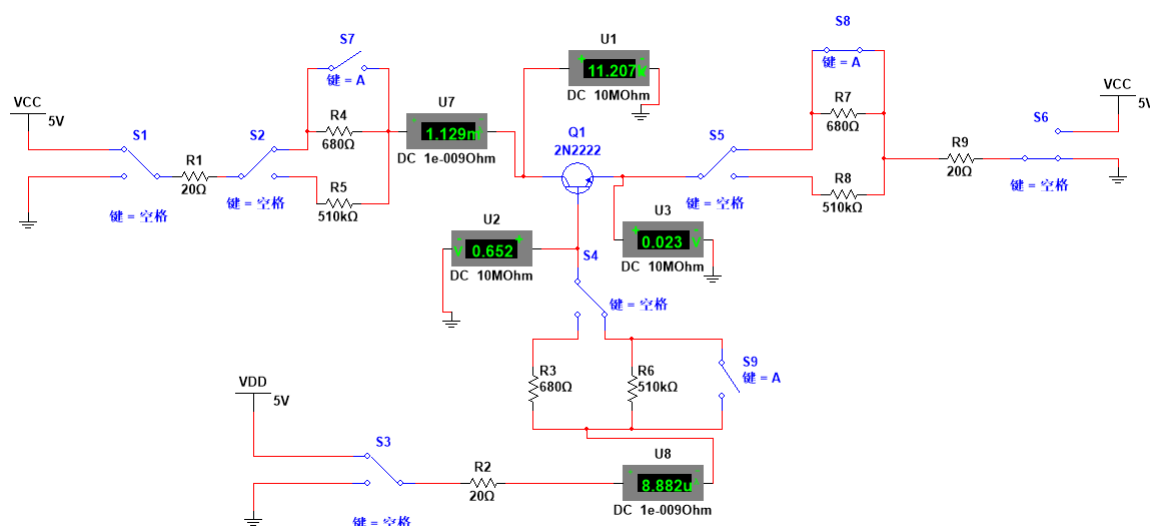 VCC
5V
S1
键 = 空格
R1
20Ω
S2
键 = 空格
S7
键 = A
R4
680Ω
R5
510kΩ
U7
1.129m
DC 1e-009Ohm
U1
11.207k
DC 10MOhm
Q1
2N2222
U2
V 0.652
DC 10MOhm
U3
0.023 V
DC 10MOhm
S4
键 = 空格
S5
键 = 空格
S8
键 = A
R7
680Ω
R8
510kΩ
R9
20Ω
S6
键 = 空格
VCC
5V
R3
680Ω
R6
510kΩ
S9
键 = A
VDD
5V
S3
键 = 空格
R2
20Ω
U8
8.882u
DC 1e-009Ohm